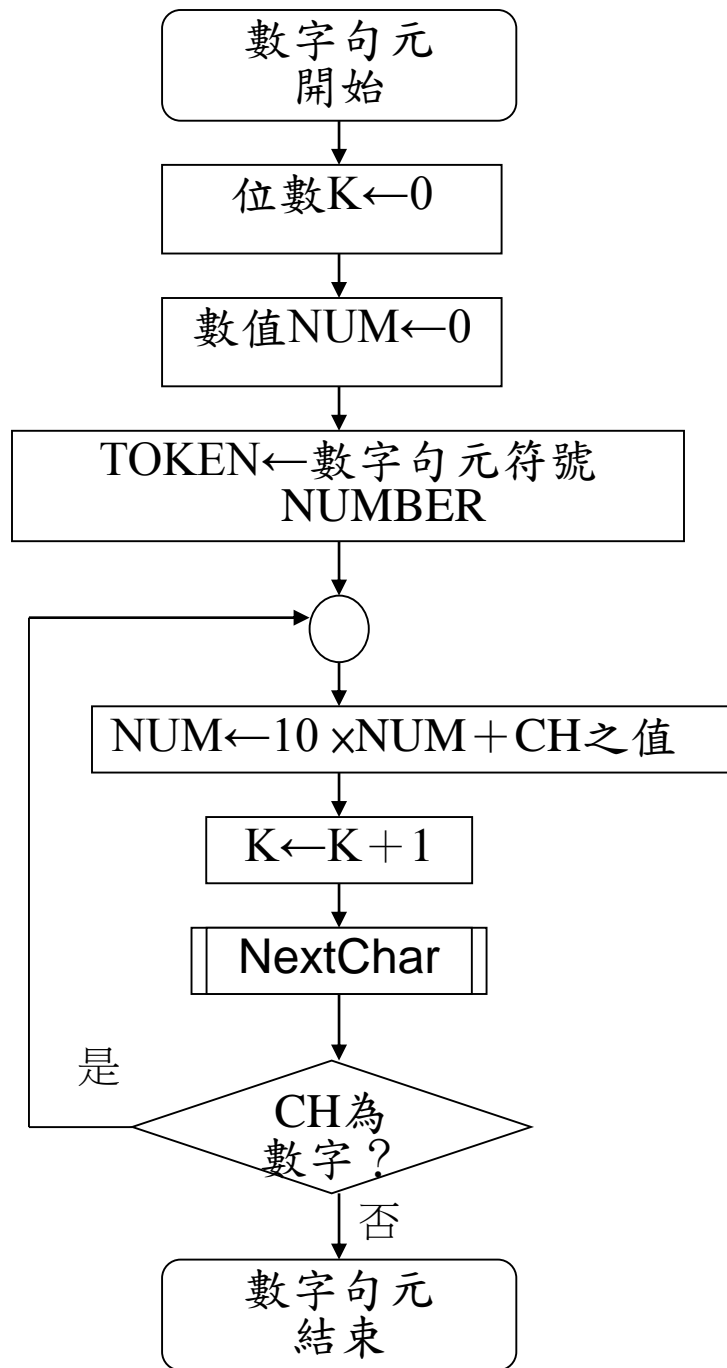 數字句元
開始
位數K←0
數值NUM←0
TOKEN←數字句元符號
NUMBER
NUM←10 ×NUM＋CH之值
K←K＋1
NextChar
是
CH為
數字？
否
數字句元
結束